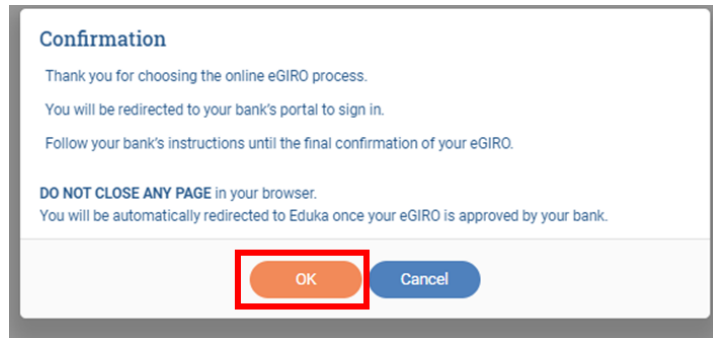 Confirmation
Thank you for choosing the online eGIRO process.
You will be redirected to your bank's portal to sign in.
Follow your bank's instructions until the final confirmation of your eGIRO.
DO NOT CLOSE ANY PAGE in your browser.
You will be automatically redirected to Eduka once your eGIRO is approved by your bank.
OK Cancel